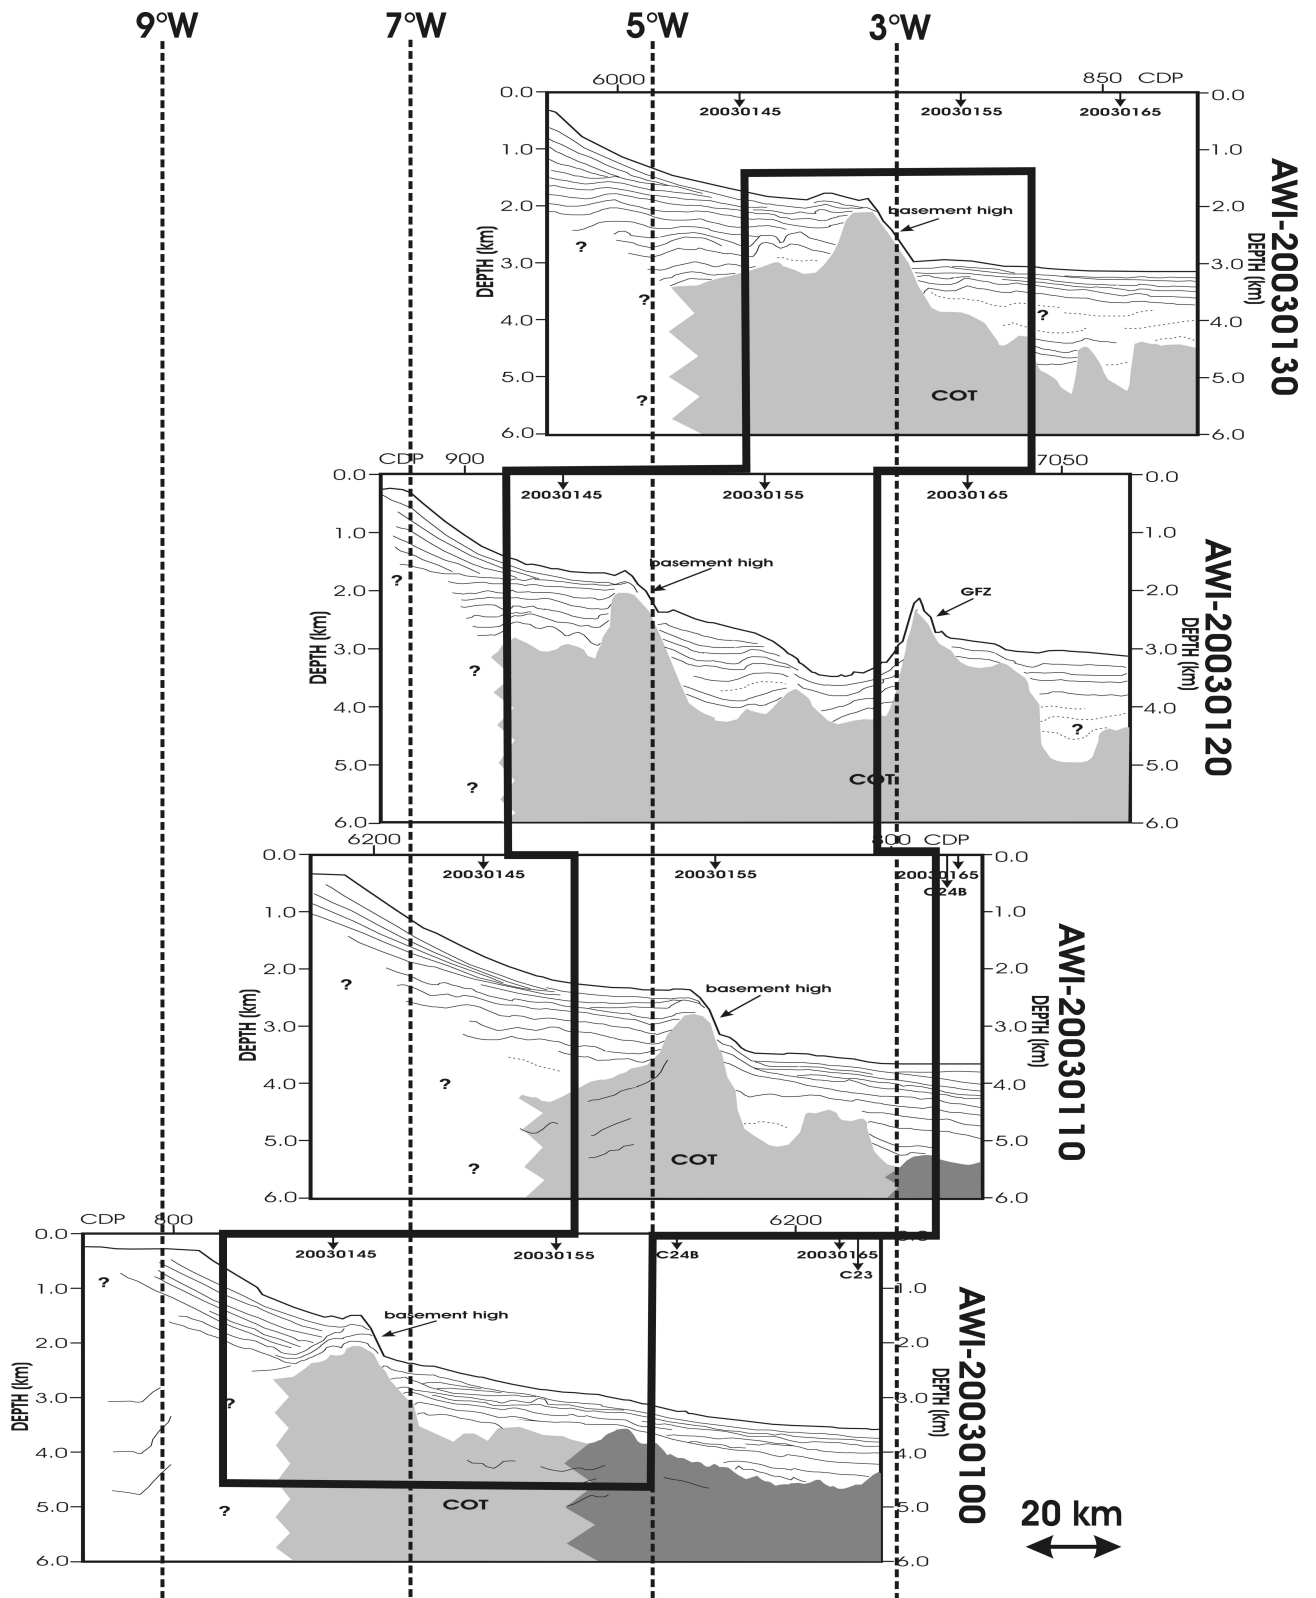 9°W 7°W 5°W 3°W
6000 850 CDP
0.0 0.0
20030145 20030155 20030165
1.0 1.0
2.0 2.0
basement high
?
DEPTH (km) DEPTH (km)
3.0 3.0
?
?
4.0 4.0
5.0 5.0
COT
?
6.0 6.0
AWI-20030130
CDP 900 7050
0.0 0.0
20030145 20030155 20030165
1.0 1.0
basement high
?
2.0 2.0
GFZ
DEPTH (km) DEPTH (km)
3.0 3.0
?
4.0 4.0
?
5.0 5.0
COT
?
6.0 6.0
AWI-20030120
6200 800 CDP
0.0 0.0
20030145 20030155 20030165
C24B
1.0 1.0
2.0 2.0
?
basement high
DEPTH (km) DEPTH (km)
3.0 3.0
4.0 4.0
?
5.0 5.0
COT
?
6.0 6.0
AWI-20030110
CDP 800 6200
0.0 0.0
20030145 20030155 C24B 20030165
C23
?
1.0 1.0
basement high
2.0 2.0
DEPTH (km) DEPTH (km)
3.0 3.0
?
4.0 4.0
COT
5.0 5.0
?
6.0 6.0
AWI-20030100
20 km